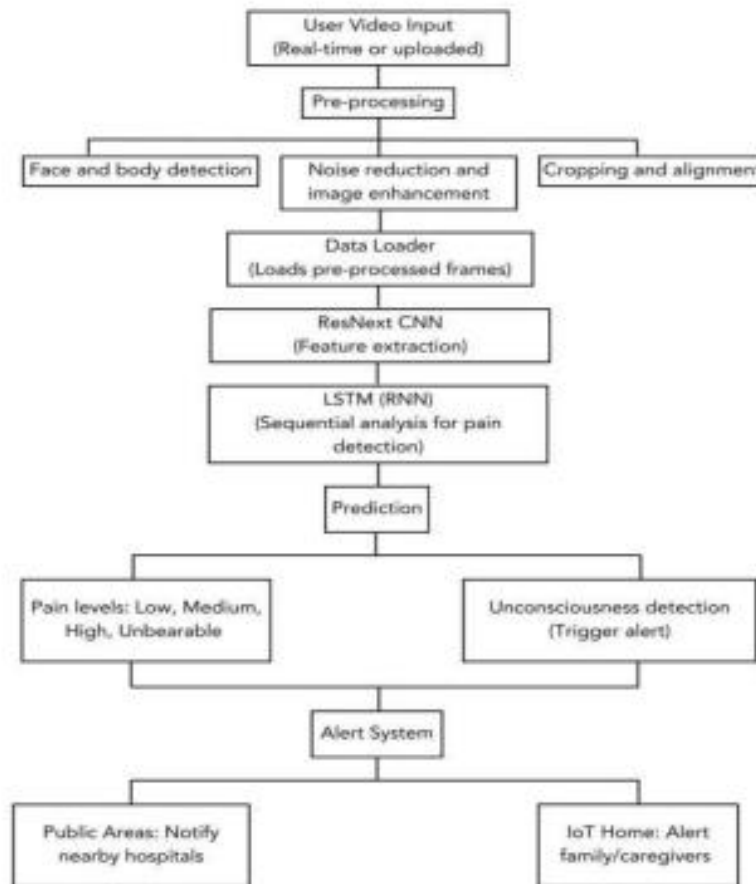 User Video Input
(Real-time or uploaded)
Pre-processing
Face and body detection
Noise reduction and
image enhancement
Cropping and alignment
Data Loader
(Loads pre-processed frames)
ResNext CNN
(Feature extraction)
LSTM (RNN)
(Sequential analysis for pain
detection)
Prediction
Pain levels: Low, Medium,
High, Unbearable
Unconsciousness detection
(Trigger alert)
Alert System
Public Areas: Notify
nearby hospitals
IoT Home: Alert
family/caregivers